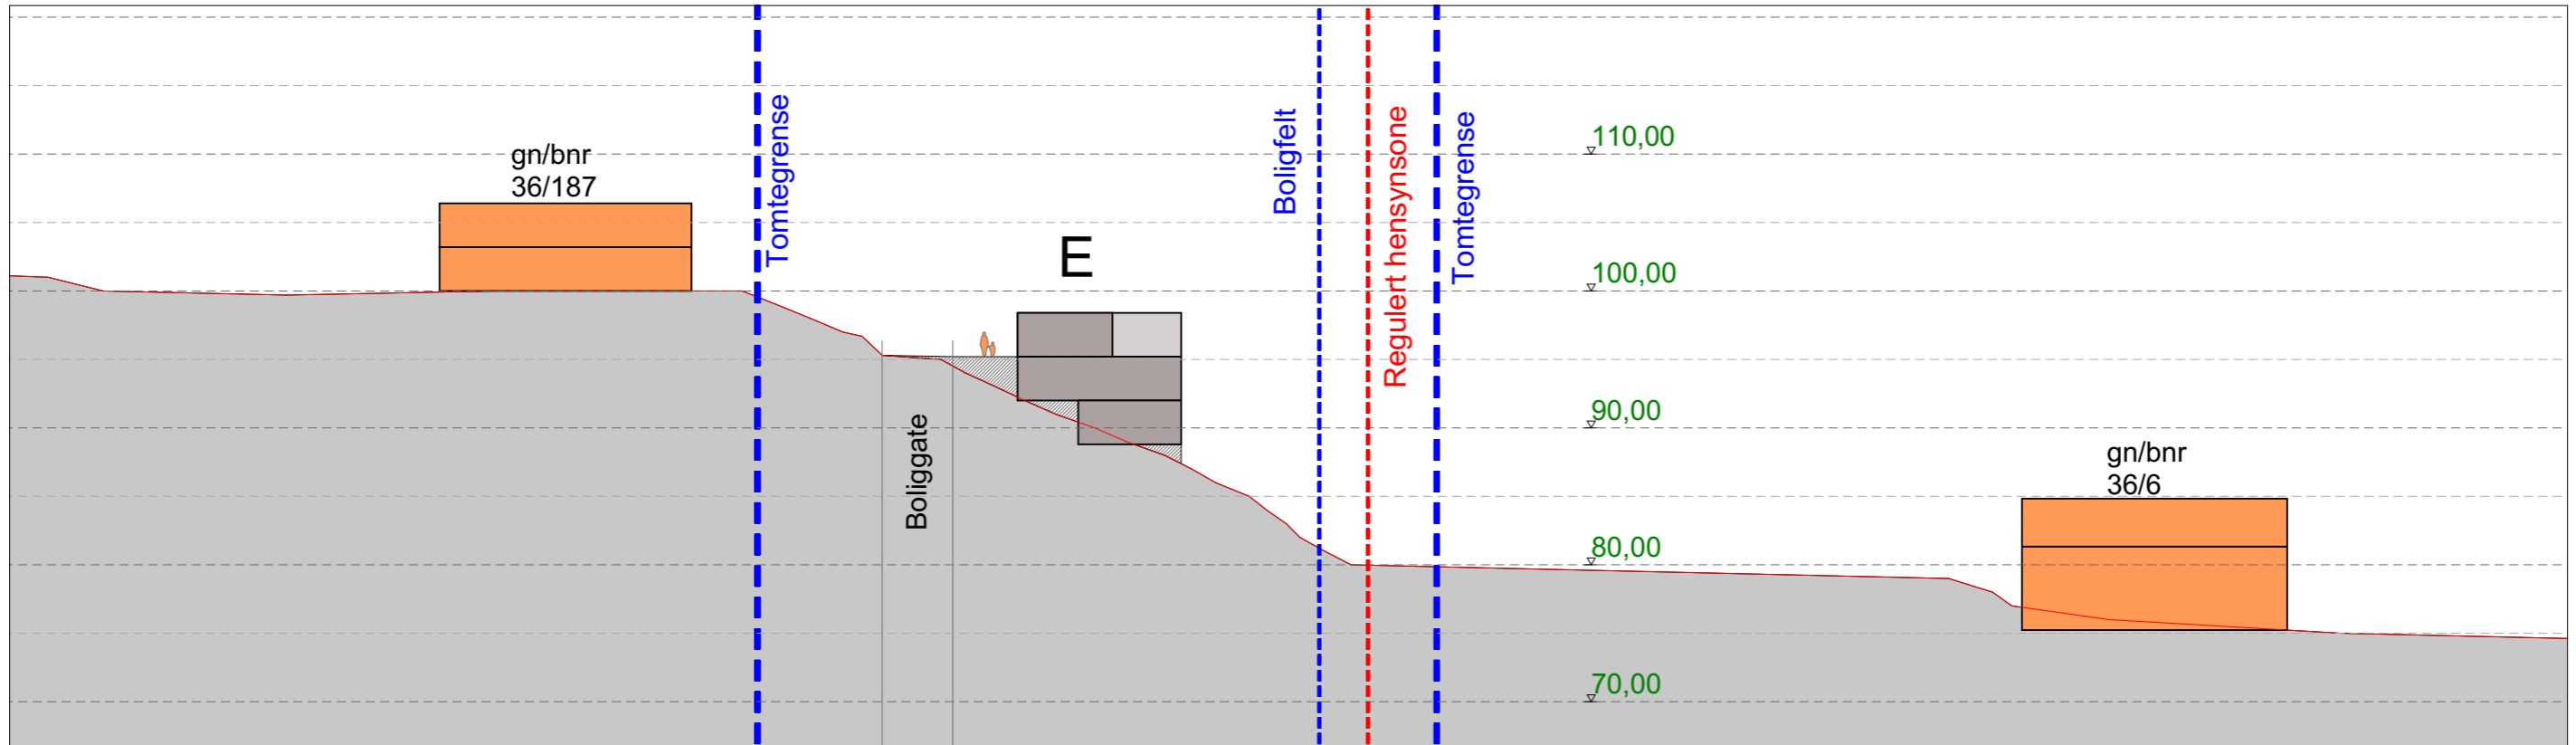 gn/bnr
36/187
Tomtegrense
E
Boliggate
Boligfelt
Regulert hensynsone
Tomtegrense
110,00
100,00
90,00
80,00
70,00
gn/bnr
36/6